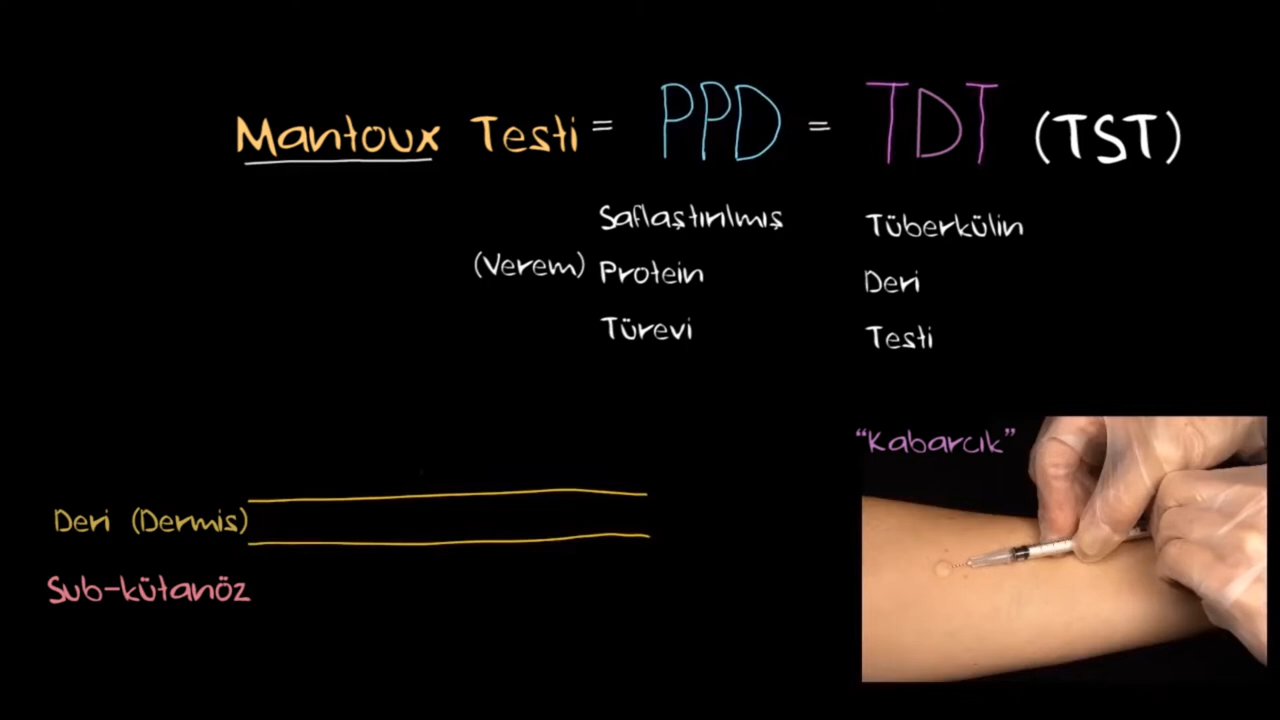 Mantoux Testi = PPD = TDT (TST)
Saflaştırılmış Tüberkülin
(Verem) Protein Deri
Türevi Testi
"Kabarcık"
Deri (Dermis)
Sub-kütanöz